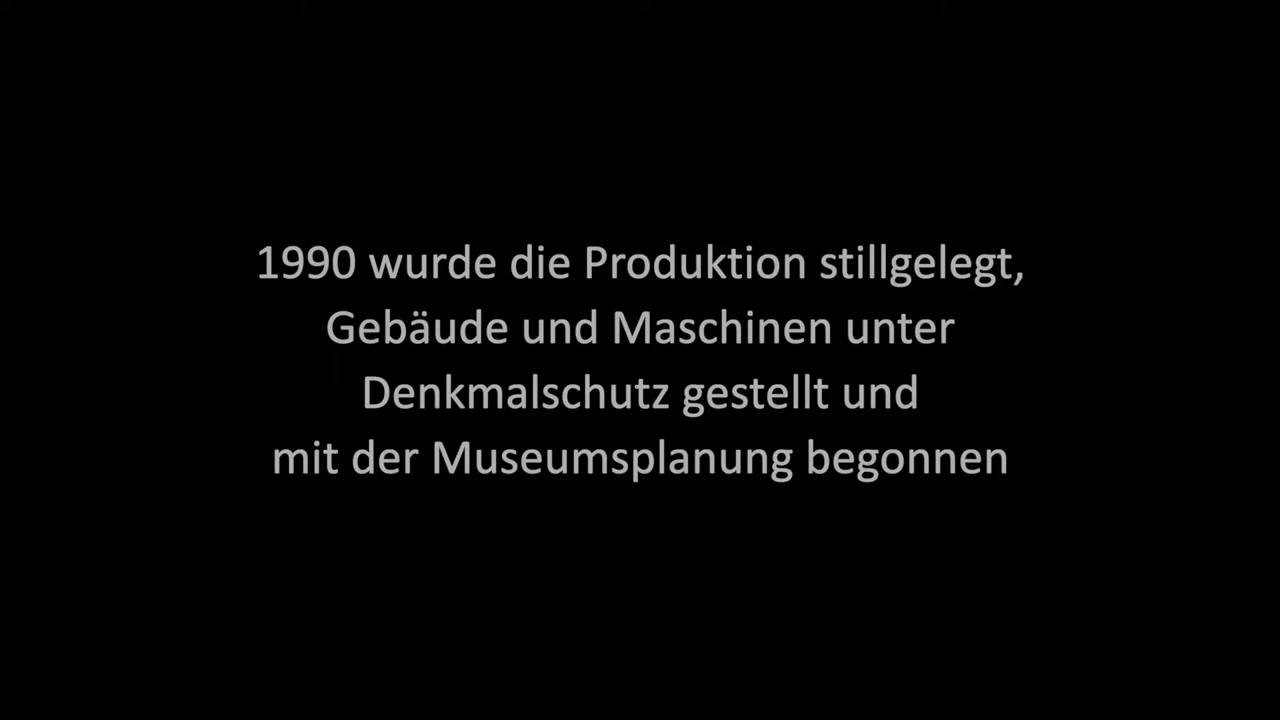 1990 wurde die Produktion stillgelegt,
Gebäude und Maschinen unter
Denkmalschutz gestellt und
mit der Museumsplanung begonnen